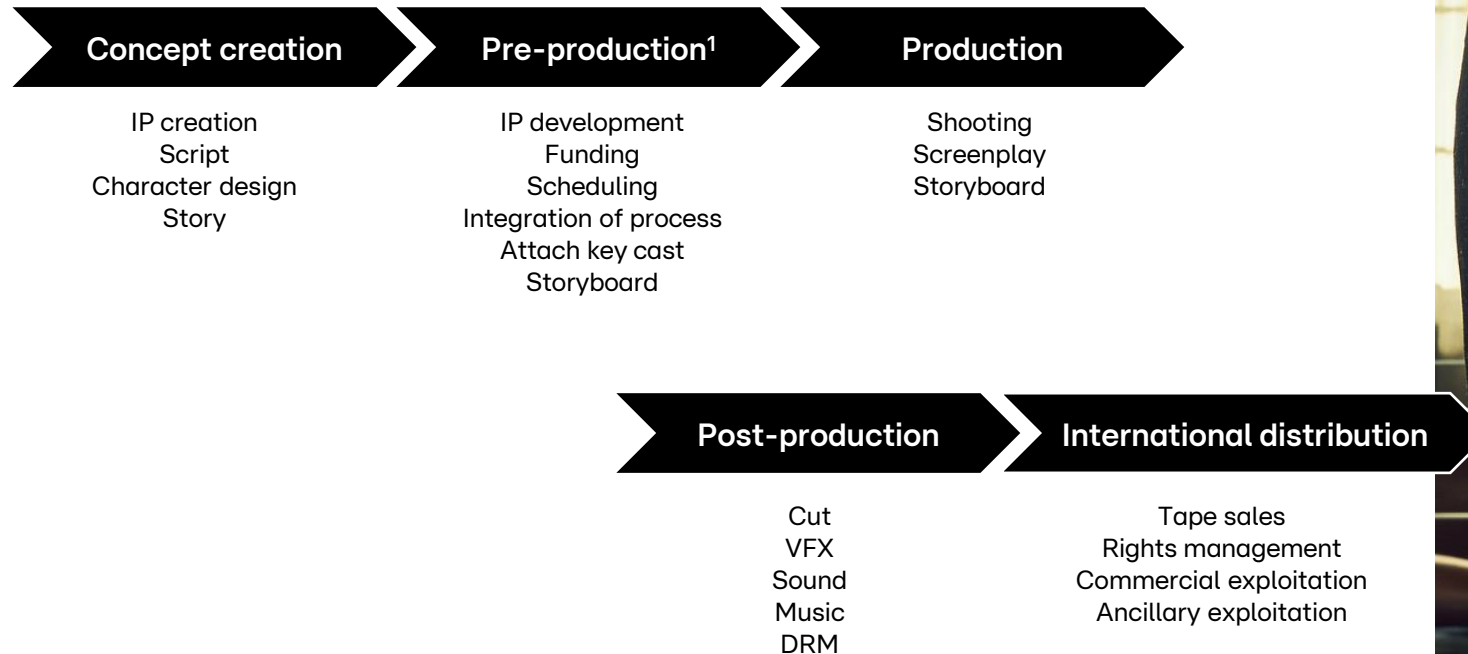 Concept creation
IP creation
Script
Character design
Story
Pre-production¹
IP development
Funding
Scheduling
Integration of process
Attach key cast
Storyboard
Production
Shooting
Screenplay
Storyboard
Post-production
Cut
VFX
Sound
Music
DRM
International distribution
Tape sales
Rights management
Commercial exploitation
Ancillary exploitation